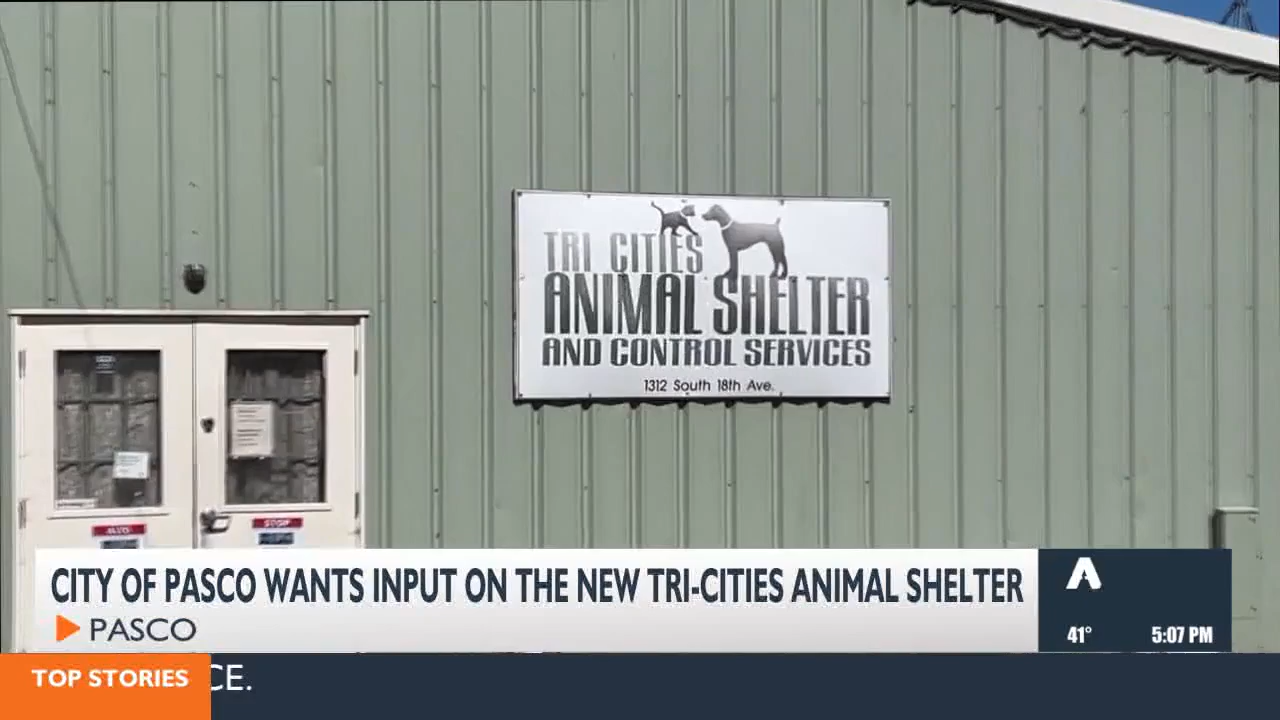 TRI CITIES
ANIMAL SHELTER
AND CONTROL SERVICES
1312 South 18th Ave.
STOP
CITY OF PASCO WANTS INPUT ON THE NEW TRI-CITIES ANIMAL SHELTER
PASCO
41° 5:07 PM
TOP STORIES CE.